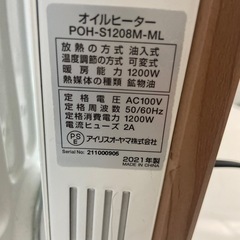 オイルヒーター
POH-S1208M-ML
放熱の方式 油入式
温度調節の方式 可変式
暖房能力 1200W
熱媒体の種類 鉱物油
定格電圧 AC100V
定格周波数 50/60Hz
定格消費電力 1200W
電流ヒューズ 2A
PSE
アイリスオーヤマ株式会社
2021年製
Serial No. 211000906
MADE IN CHINA